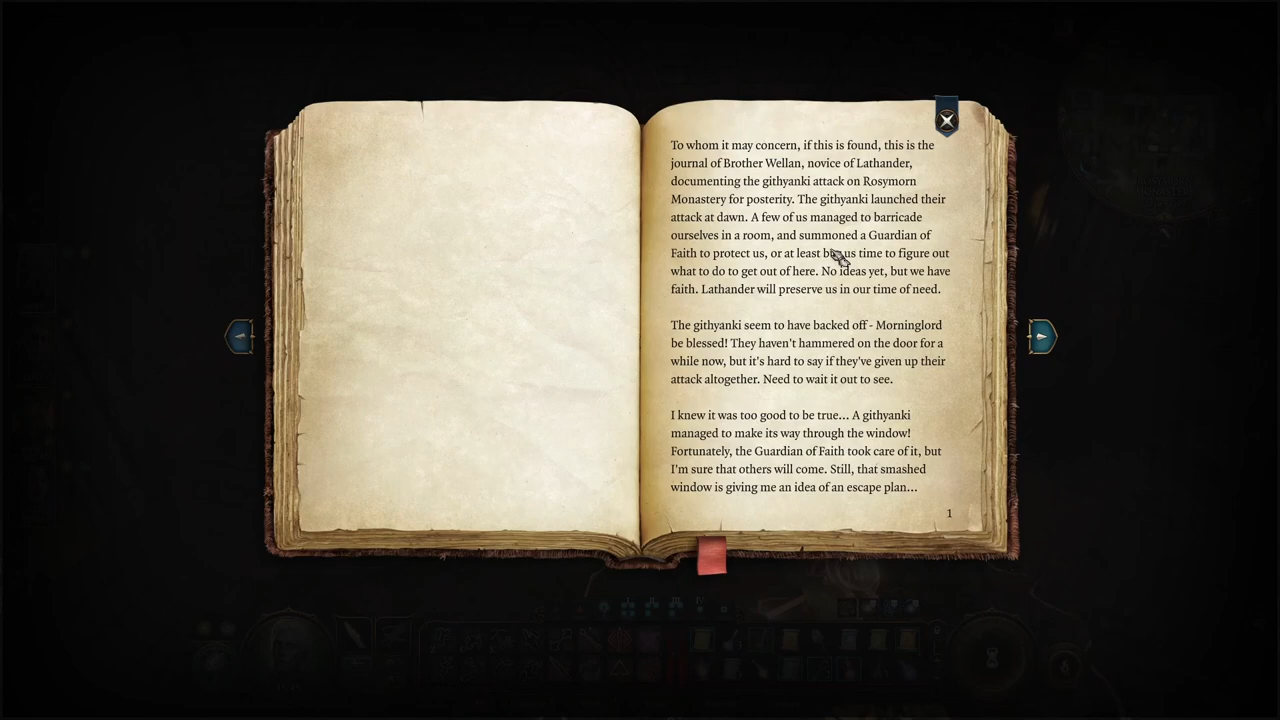 To whom it may concern, if this is found, this is the
journal of Brother Wellan, novice of Lathander,
documenting the githyanki attack on Rosymorn
Monastery for posterity. The githyanki launched their
attack at dawn. A few of us managed to barricade
ourselves in a room, and summoned a Guardian of
Faith to protect us, or at least us time to figure out
what to do to get out of here. No ideas yet, but we have
faith. Lathander will preserve us in our time of need.
The githyanki seem to have backed off - Morninglord
be blessed! They haven't hammered on the door for a
while now, but it's hard to say if they've given up their
attack altogether. Need to wait it out to see.
I knew it was too good to be true... A githyanki
managed to make its way through the window!
Fortunately, the Guardian of Faith took care of it, but
I'm sure that others will come. Still, that smashed
window is giving me an idea of an escape plan...
1